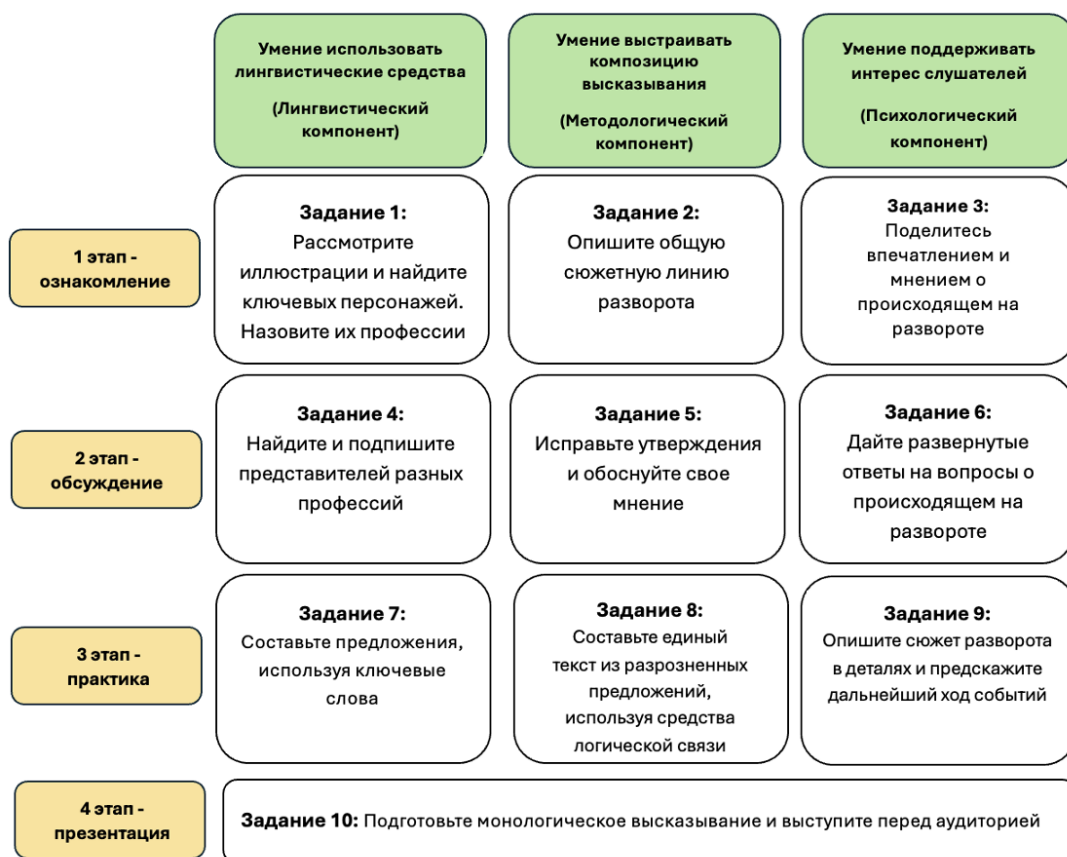 Умение использовать
лингвистические средства
(Лингвистический
компонент)
Умение выстраивать
композицию
высказывания
(Методологический
компонент)
Умение поддерживать
интерес слушателей
(Психологический
компонент)
1 этап -
ознакомление
Задание 1:
Рассмотрите
иллюстрации и найдите
ключевых персонажей.
Назовите их профессии
Задание 2:
Опишите общую
сюжетную линию
разворота
Задание 3:
Поделитесь
впечатлением и
мнением о
происходящем на
развороте
2 этап -
обсуждение
Задание 4:
Найдите и подпишите
представителей разных
профессий
Задание 5:
Исправьте утверждения
и обоснуйте свое
мнение
Задание 6:
Дайте развернутые
ответы на вопросы о
происходящем на
развороте
3 этап -
практика
Задание 7:
Составьте предложения,
используя ключевые
слова
Задание 8:
Составьте единый
текст из разрозненных
предложений,
используя средства
логической связи
Задание 9:
Опишите сюжет разворота
в деталях и предскажите
дальнейший ход событий
4 этап -
презентация
Задание 10: Подготовьте монологическое высказывание и выступите перед аудиторией